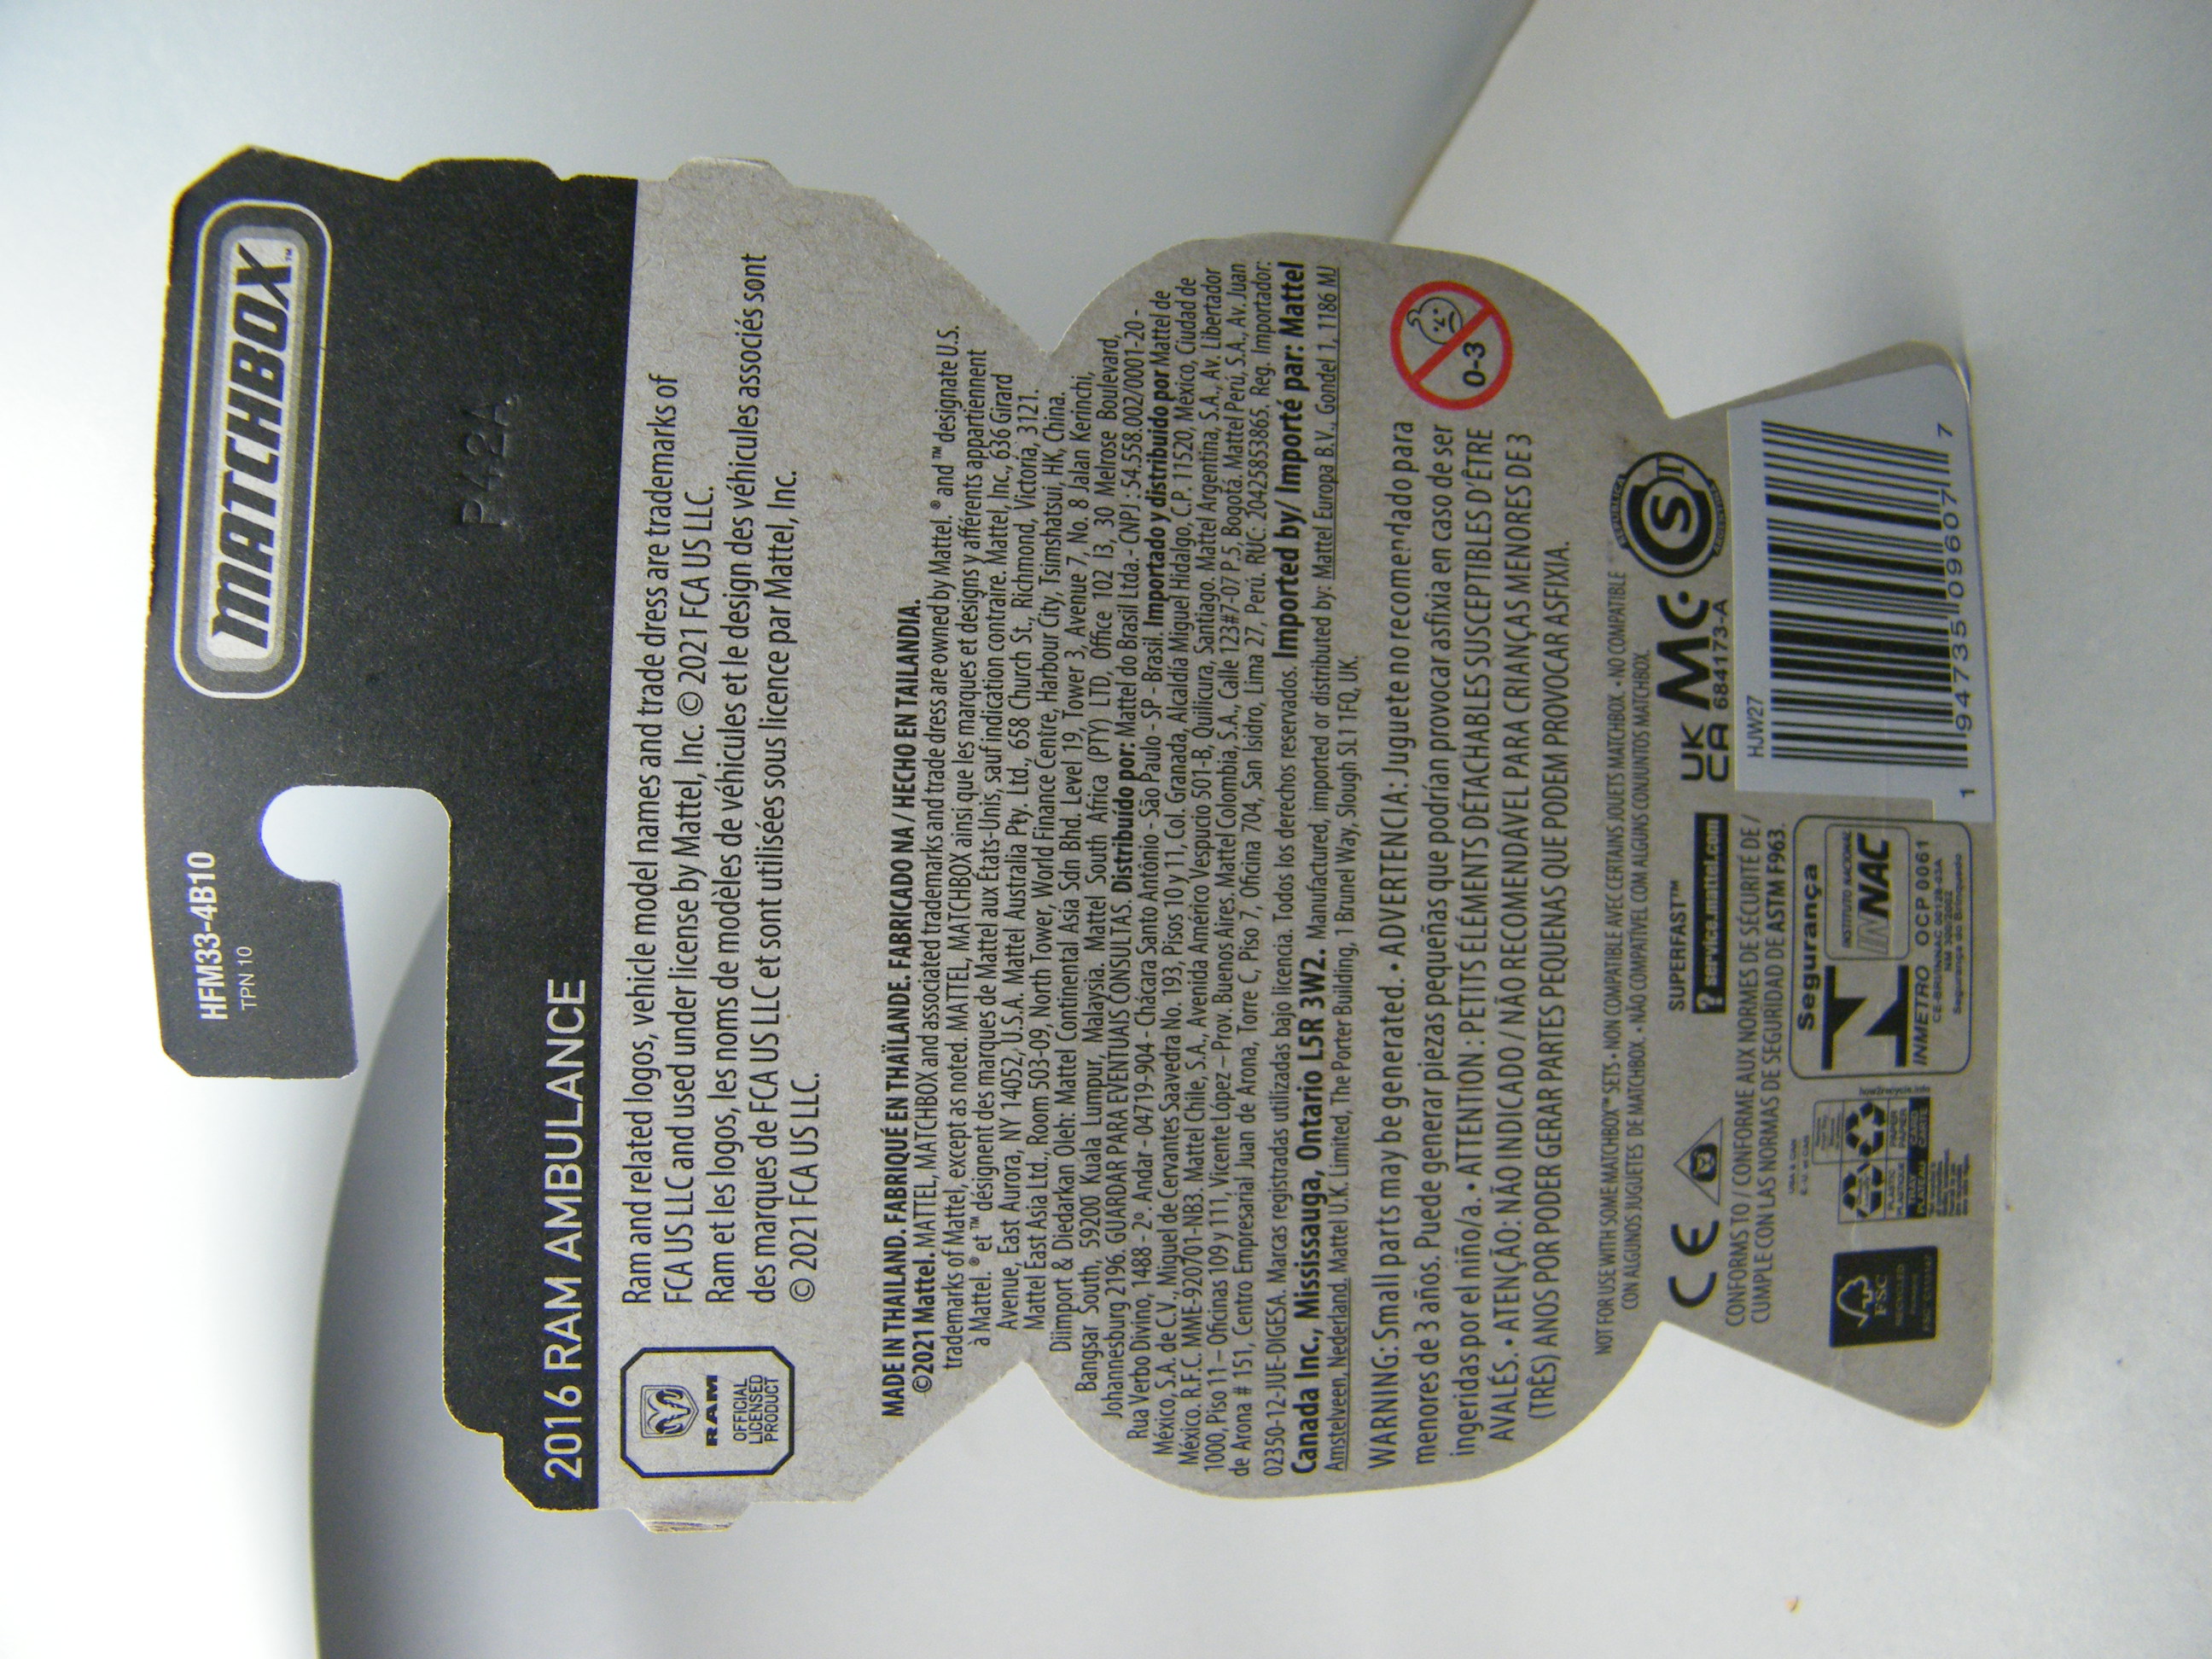 HFM33-4B10
TPN 10
MATCHBOX™
P42A
2016 RAM AMBULANCE
RAM
OFFICIAL
LICENSED
PRODUCT
Ram and related logos, vehicle model names and trade dress are trademarks of
FCA US LLC and used under license by Mattel, Inc. © 2021 FCA US LLC.
Ram et les logos, les noms de modèles de véhicules et le design des véhicules associés sont
des marques de FCA US LLC et sont utilisées sous licence par Mattel, Inc.
© 2021 FCA US LLC.
MADE IN THAILAND. FABRIQUÉ EN THAÏLANDE. FABRICADO NA / HECHO EN TAILANDIA.
©2021 Mattel. MATTEL, MATCHBOX and associated trademarks and trade dress are owned by Mattel. ® and ™ designate U.S.
trademarks of Mattel, except as noted. MATTEL, MATCHBOX ainsi que les marques et designs y afférents appartiennent
à Mattel. ® et ™ désignent des marques de Mattel aux États-Unis, sauf indication contraire. Mattel, Inc., 636 Girard
Avenue, East Aurora, NY 14052, U.S.A. Mattel Australia Pty. Ltd., 658 Church St., Richmond, Victoria, 3121.
Mattel East Asia Ltd., Room 503-09, North Tower, World Finance Centre, Harbour City, Tsimshatsui, HK, China.
Diimport & Diedarkan Oleh: Mattel Continental Asia Sdn Bhd. Level 19, Tower 3, Avenue 7, No. 8 Jalan Kerinchi,
Bangsar South, 59200 Kuala Lumpur, Malaysia. Mattel South Africa (PTY) LTD, Office 102 I3, 30 Melrose Boulevard,
Johannesburg 2196. GUARDAR PARA EVENTUAIS CONSULTAS. Distribuído por: Mattel do Brasil Ltda.- CNPJ : 54.558.002/0001-20 -
Rua Verbo Divino, 1488 - 2º. Andar - 04719-904 - Chácara Santo Antônio - São Paulo - SP - Brasil. Importado y distribuido por Mattel de
México S.A. de C.V., Miguel de Cervantes Saavedra No. 193, Pisos 10 y 11, Col. Granada, Alcaldía Miguel Hidalgo, C.P. 11520, México, Ciudad de
México. R.F.C. MME-920701-NB3. Mattel Chile, S.A., Avenida Américo Vespucio 501-B, Quilicura, Santiago. Mattel Argentina, S.A., Av. Libertador
1000, Piso 11 – Oficinas 109 y 111, Vicente López – Prov. Buenos Aires. Mattel Colombia, S.A., Calle 123#7-07 P.5, Bogotá. Mattel Perú, S.A., Av. Juan
de Arona # 151, Centro Empresarial Juan de Arona, Torre C, Piso 7, Oficina 704, San Isidro, Lima 27, Perú. RUC: 20425853865. Reg. Importador:
02350-12-JUE-DIGESA. Marcas registradas utilizadas bajo licencia. Todos los derechos reservados. Imported by/ Importé par: Mattel
Canada Inc., Mississauga, Ontario L5R 3W2. Manufactured, imported or distributed by: Mattel Europa B.V., Gondel 1, 1186 MJ
Amstelveen, Nederland. Mattel U.K. Limited, The Porter Building, 1 Brunel Way, Slough SL1 1FQ, UK.
WARNING: Small parts may be generated. • ADVERTENCIA: Juguete no recomendado para
menores de 3 años. Puede generar piezas pequeñas que podrían provocar asfixia en caso de ser
ingeridas por el niño/a. • ATTENTION : PETITS ÉLÉMENTS DÉTACHABLES SUSCEPTIBLES D'ÊTRE
AVALÉS. • ATENÇÃO: NÃO INDICADO / NÃO RECOMENDÁVEL PARA CRIANÇAS MENORES DE 3
(TRÊS) ANOS POR PODER GERAR PARTES PEQUENAS QUE PODEM PROVOCAR ASFIXIA.
0-3
NOT FOR USE WITH SOME MATCHBOX™ SETS • NON COMPATIBLE AVEC CERTAINS JOUETS MATCHBOX. • NO COMPATIBLE
CON ALGUNOS JUGUETES DE MATCHBOX. • NÃO COMPATÍVEL COM ALGUNS CONJUNTOS MATCHBOX.
CE
SUPERFAST™
? service.mattel.com
UK
CA
MC
684173-A
REPUBLICA
ARGENTINA
S
CONFORMS TO / CONFORME AUX NORMES DE SÉCURITÉ DE /
CUMPLE CON LAS NORMAS DE SEGURIDAD DE ASTM F963.
FSC
RECYCLED
how2recycle.info
PLASTIC
PLASTIQUE
TRAY
PLATEAU
PAPER
PAPIER
CARD
CARTE
Segurança
INSTITUTO NACIONAL
INNAC
INMETRO OCP 0061
HJW27
1 94735 09607 7